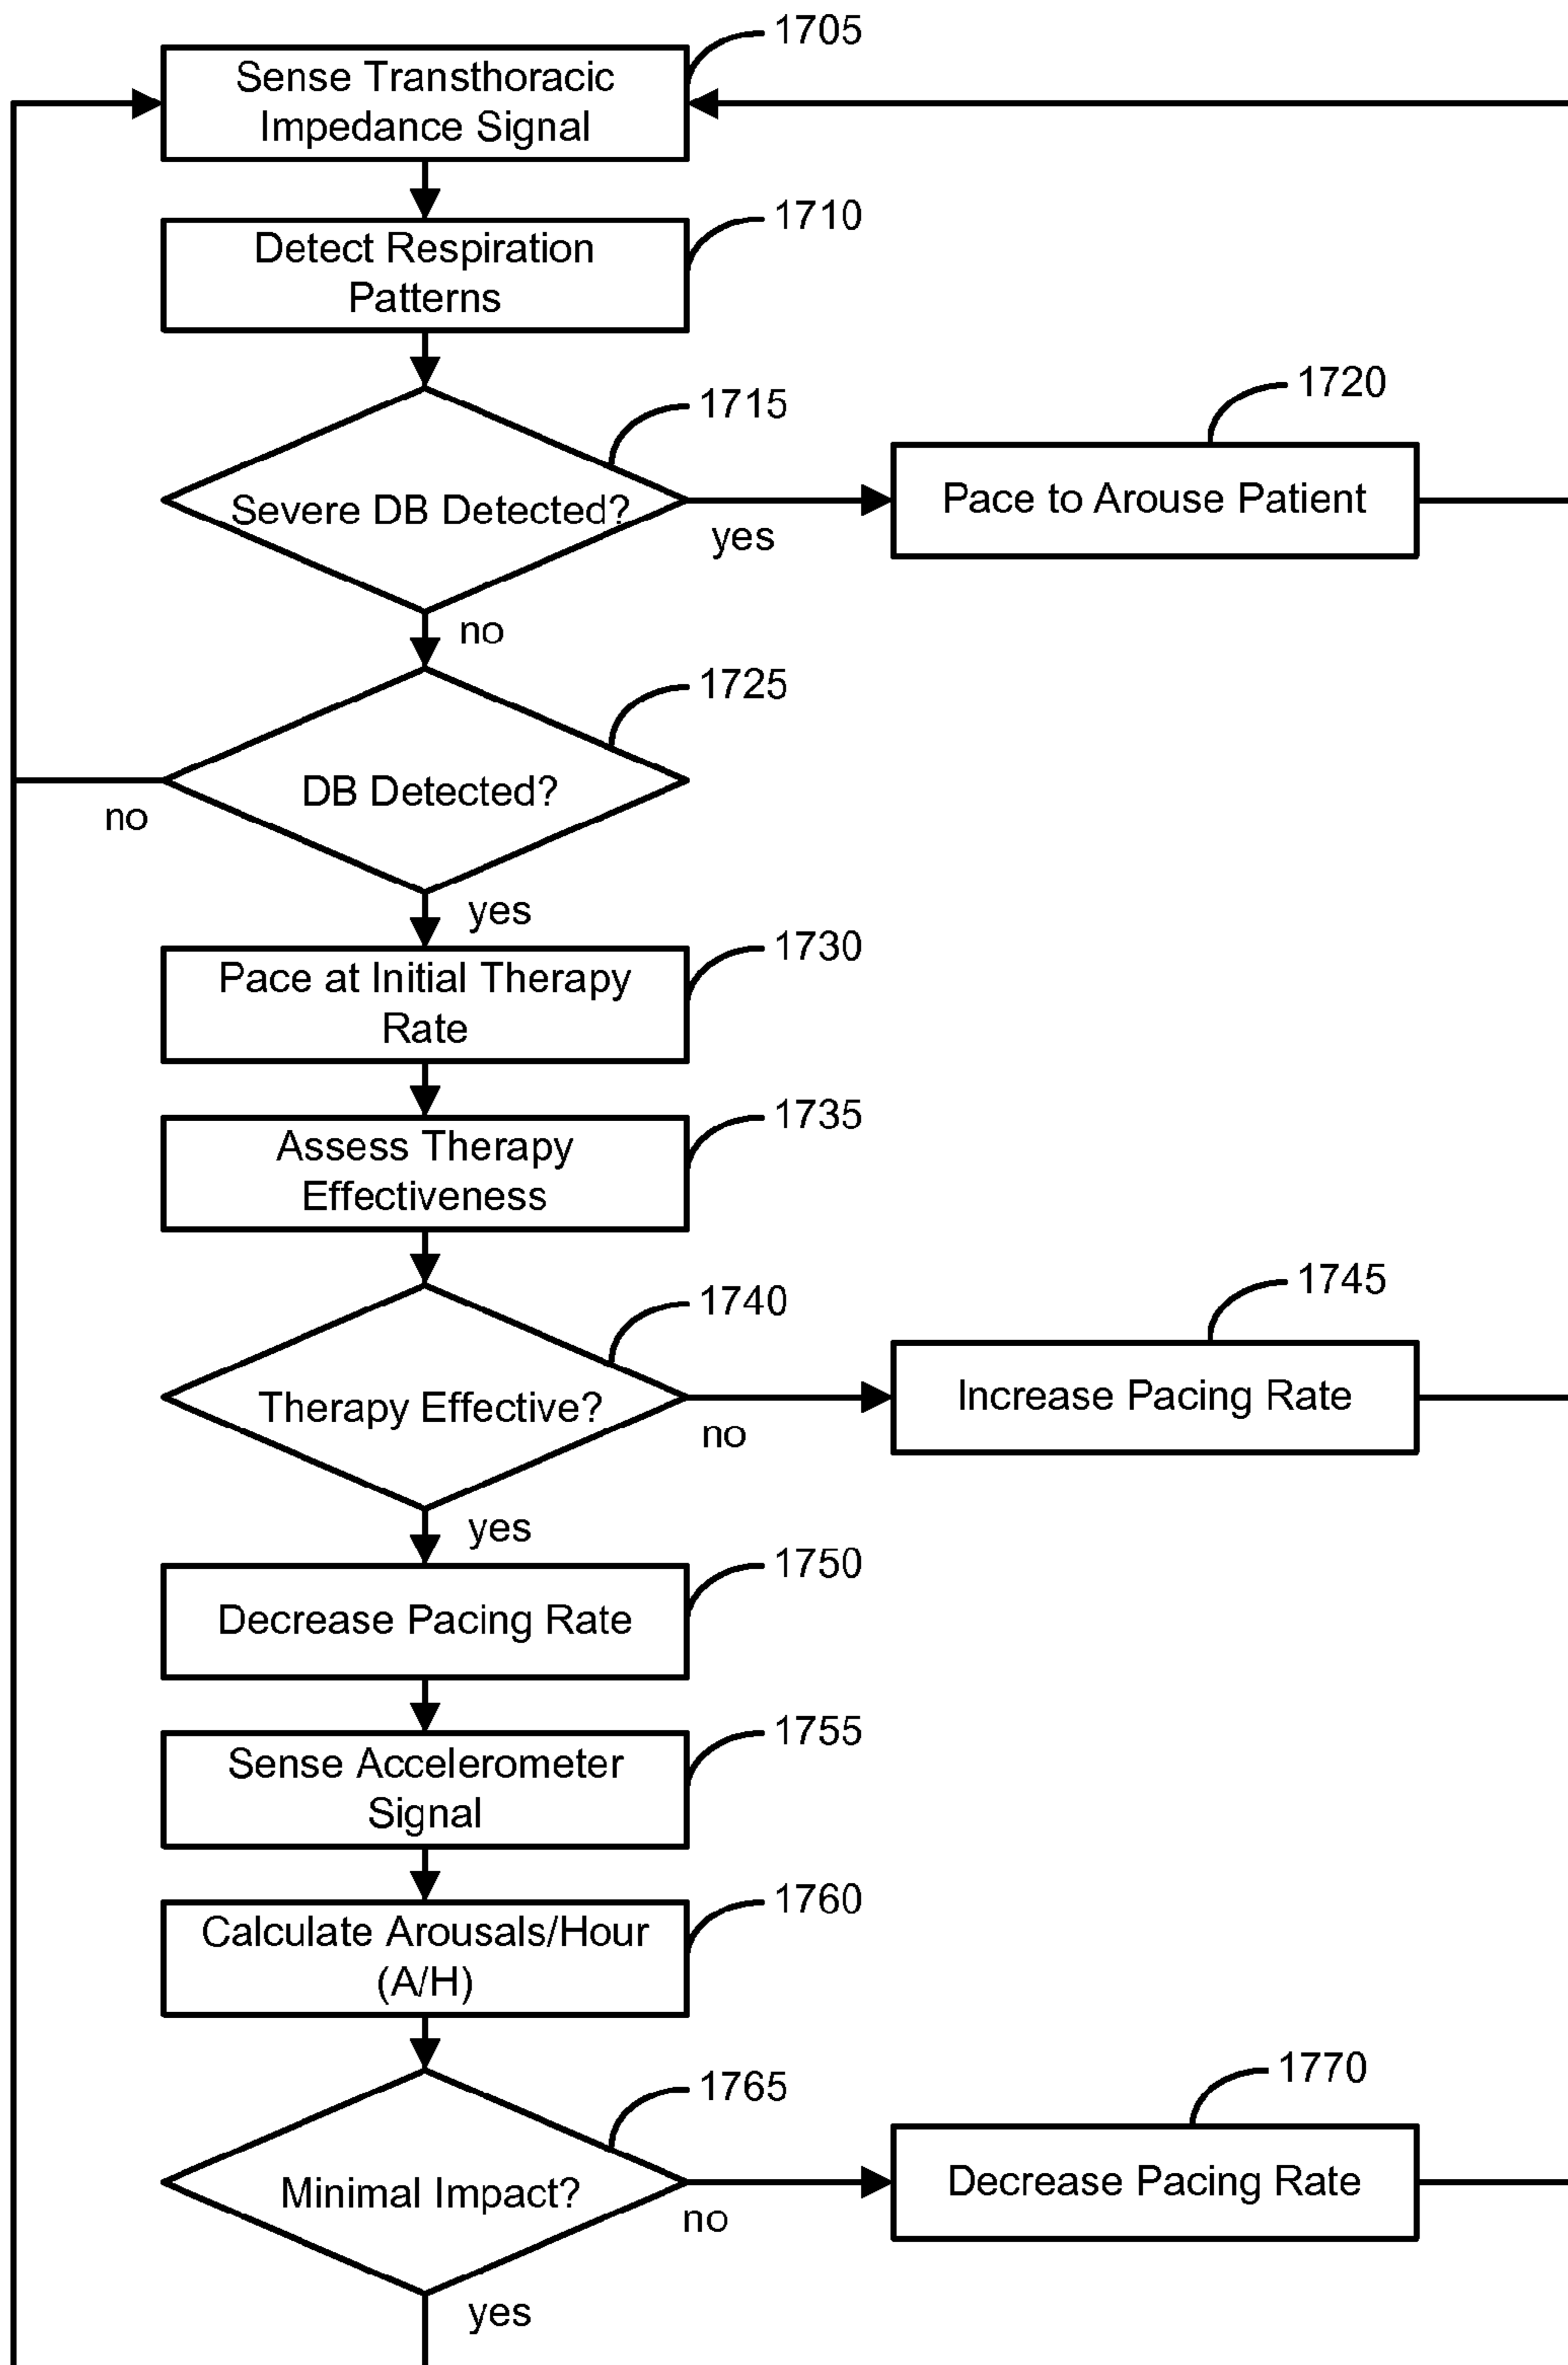 1705
Sense Transthoracic
Impedance Signal
1710
Detect Respiration
Patterns
1715
Severe DB Detected?
yes
no
1720
Pace to Arouse Patient
1725
DB Detected?
no
yes
1730
Pace at Initial Therapy
Rate
1735
Assess Therapy
Effectiveness
1740
Therapy Effective?
no
yes
1745
Increase Pacing Rate
1750
Decrease Pacing Rate
1755
Sense Accelerometer
Signal
1760
Calculate Arousals/Hour
(A/H)
1765
Minimal Impact?
no
yes
1770
Decrease Pacing Rate